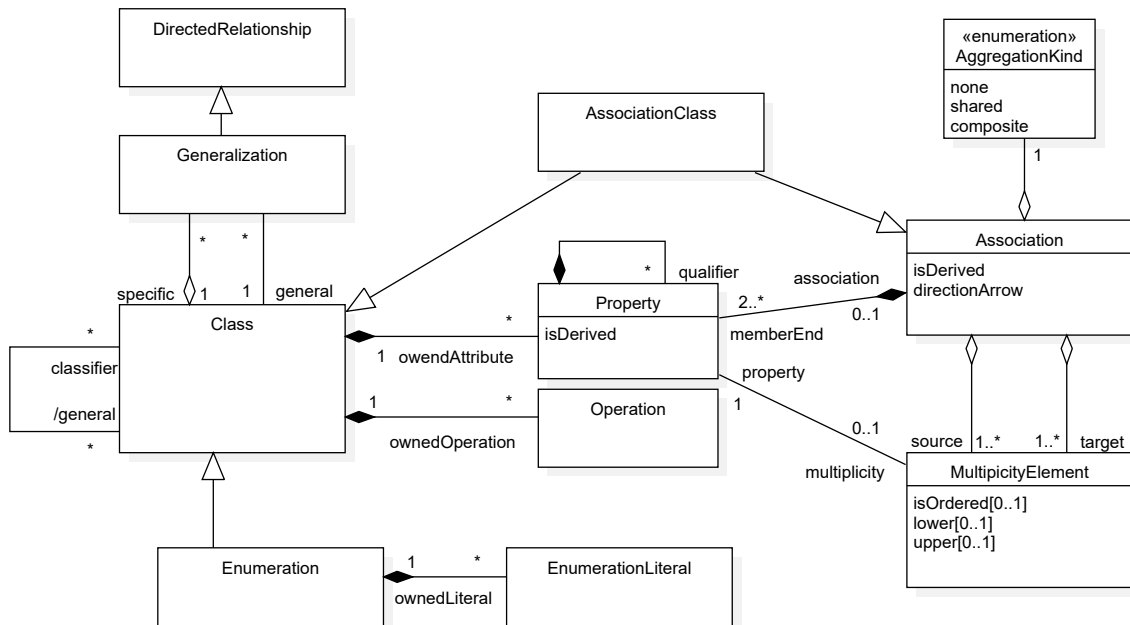 DirectedRelationship
«enumeration»
AggregationKind
none
shared
composite
AssociationClass
Generalization
1
*
*
Association
isDerived
directionArrow
specific
1
1
general
*
qualifier
association
Class
Property
isDerived
2..*
0..1
memberEnd
*
classifier
/general
*
*
1
owendAttribute
property
1
1
*
ownedOperation
Operation
0..1
multiplicity
source
1..*
1..*
target
MultipicityElement
isOrdered[0..1]
lower[0..1]
upper[0..1]
Enumeration
1
*
ownedLiteral
EnumerationLiteral